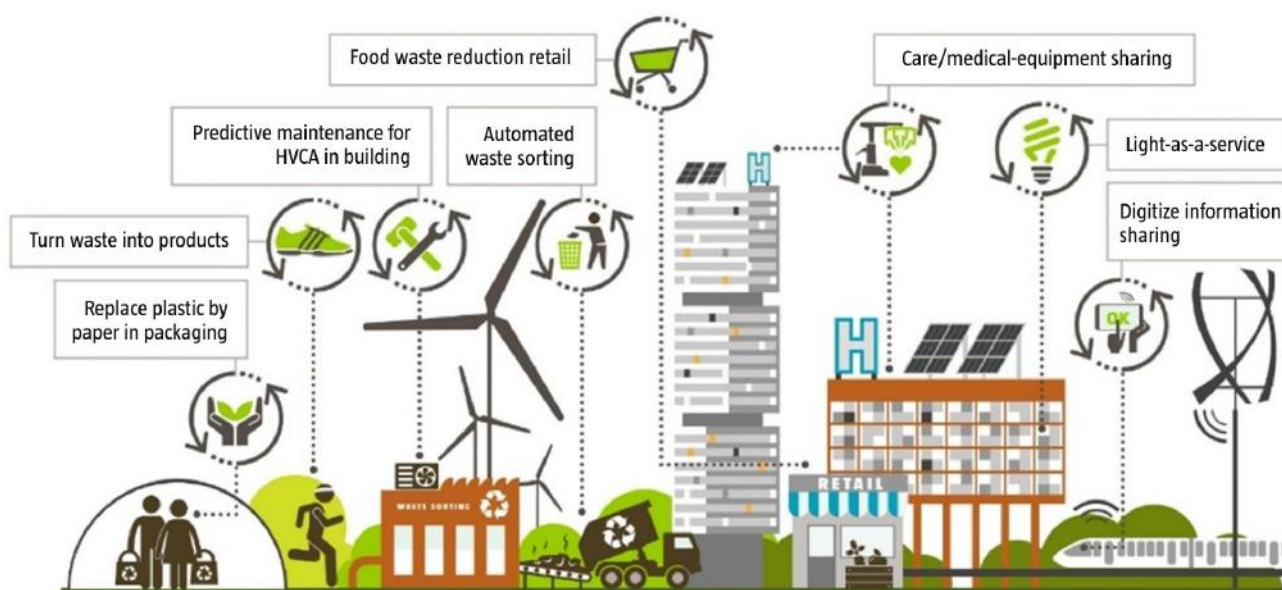 Food waste reduction retail
Care/medical-equipment sharing
Predictive maintenance for
HVCA in building
Automated
waste sorting
Light-as-a-service
Turn waste into products
Digitize information
sharing
Replace plastic by
paper in packaging
OK
H
H
WASTE SORTING
RETAIL